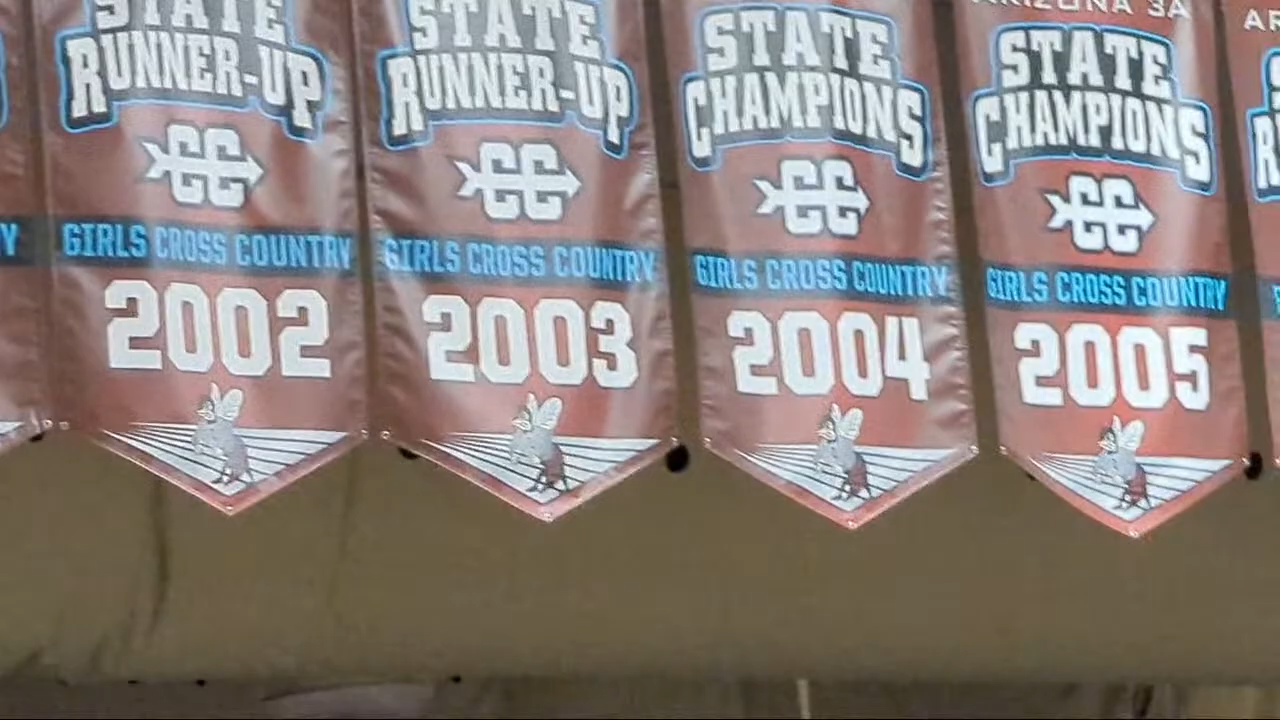 STATE
RUNNER-UP
CC
GIRLS CROSS COUNTRY
2002
STATE
RUNNER-UP
CC
GIRLS CROSS COUNTRY
2003
STATE
CHAMPIONS
CC
GIRLS CROSS COUNTRY
2004
ARIZONA 3A
STATE
CHAMPIONS
CC
GIRLS CROSS COUNTRY
2005